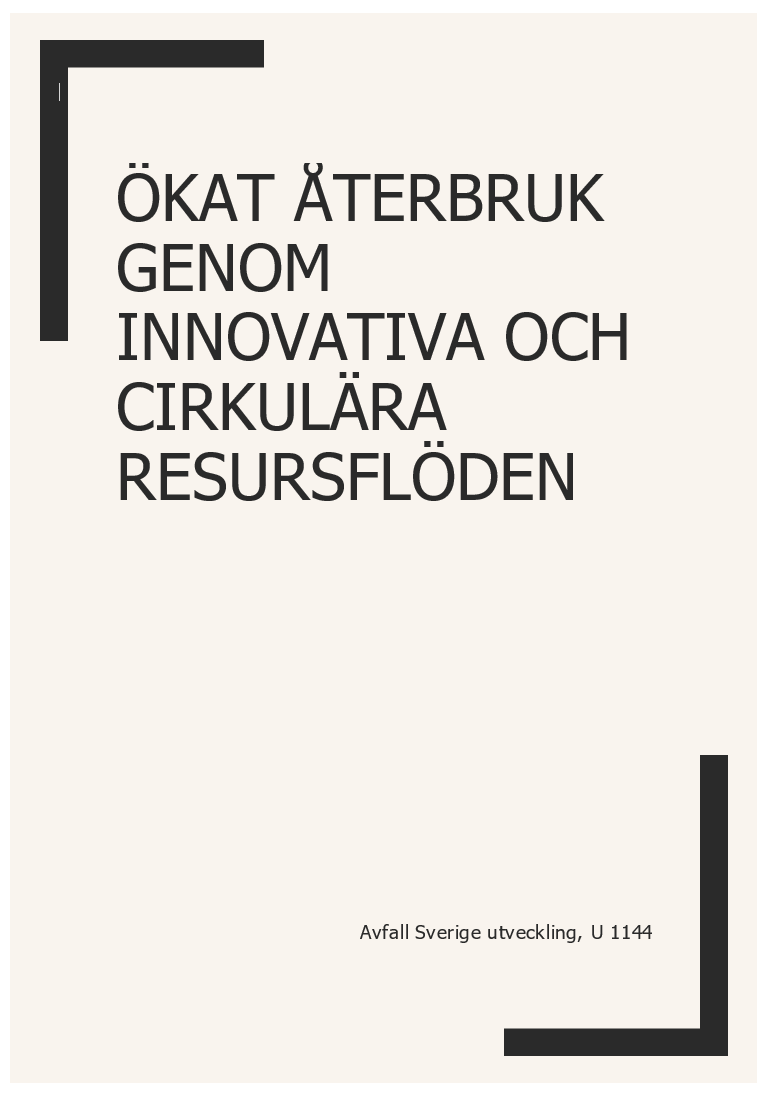 ÖKAT ÅTERBRUK
GENOM
INNOVATIVA OCH
CIRKULÄRA
RESURSFLÖDEN
Avfall Sverige utveckling, U 1144